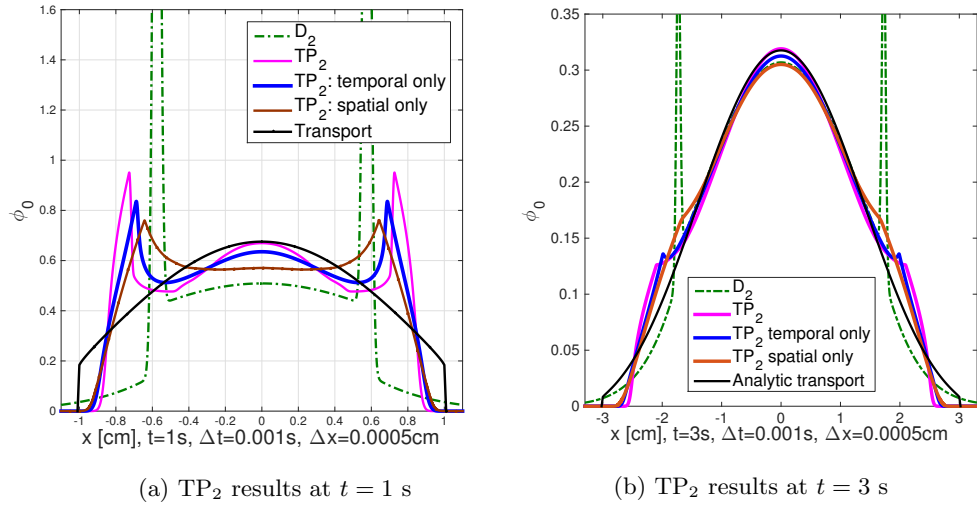 1.6
1.4
1.2
1
0.8
0.6
0.4
0.2
0
ϕ₀
D₂
TP₂
TP₂: temporal only
TP₂: spatial only
Transport
-1 -0.8 -0.6 -0.4 -0.2 0 0.2 0.4 0.6 0.8 1
x [cm], t=1s, Δt=0.001s, Δx=0.0005cm
(a) TP₂ results at t = 1 s
0.35
0.3
0.25
0.2
0.15
0.1
0.05
0
ϕ₀
D₂
TP₂
TP₂ temporal only
TP₂ spatial only
Analytic transport
-3 -2 -1 0 1 2 3
x [cm], t=3s, Δt=0.001s, Δx=0.0005cm
(b) TP₂ results at t = 3 s